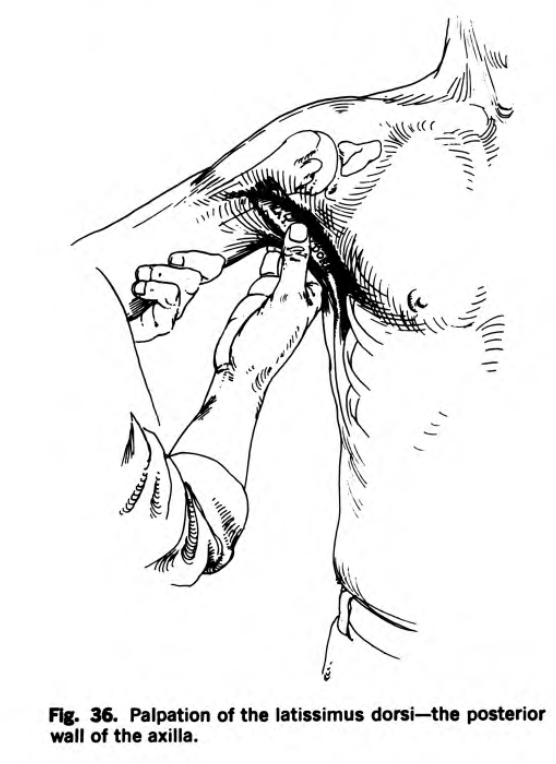 Fig. 36. Palpation of the latissimus dorsi—the posterior
wall of the axilla.